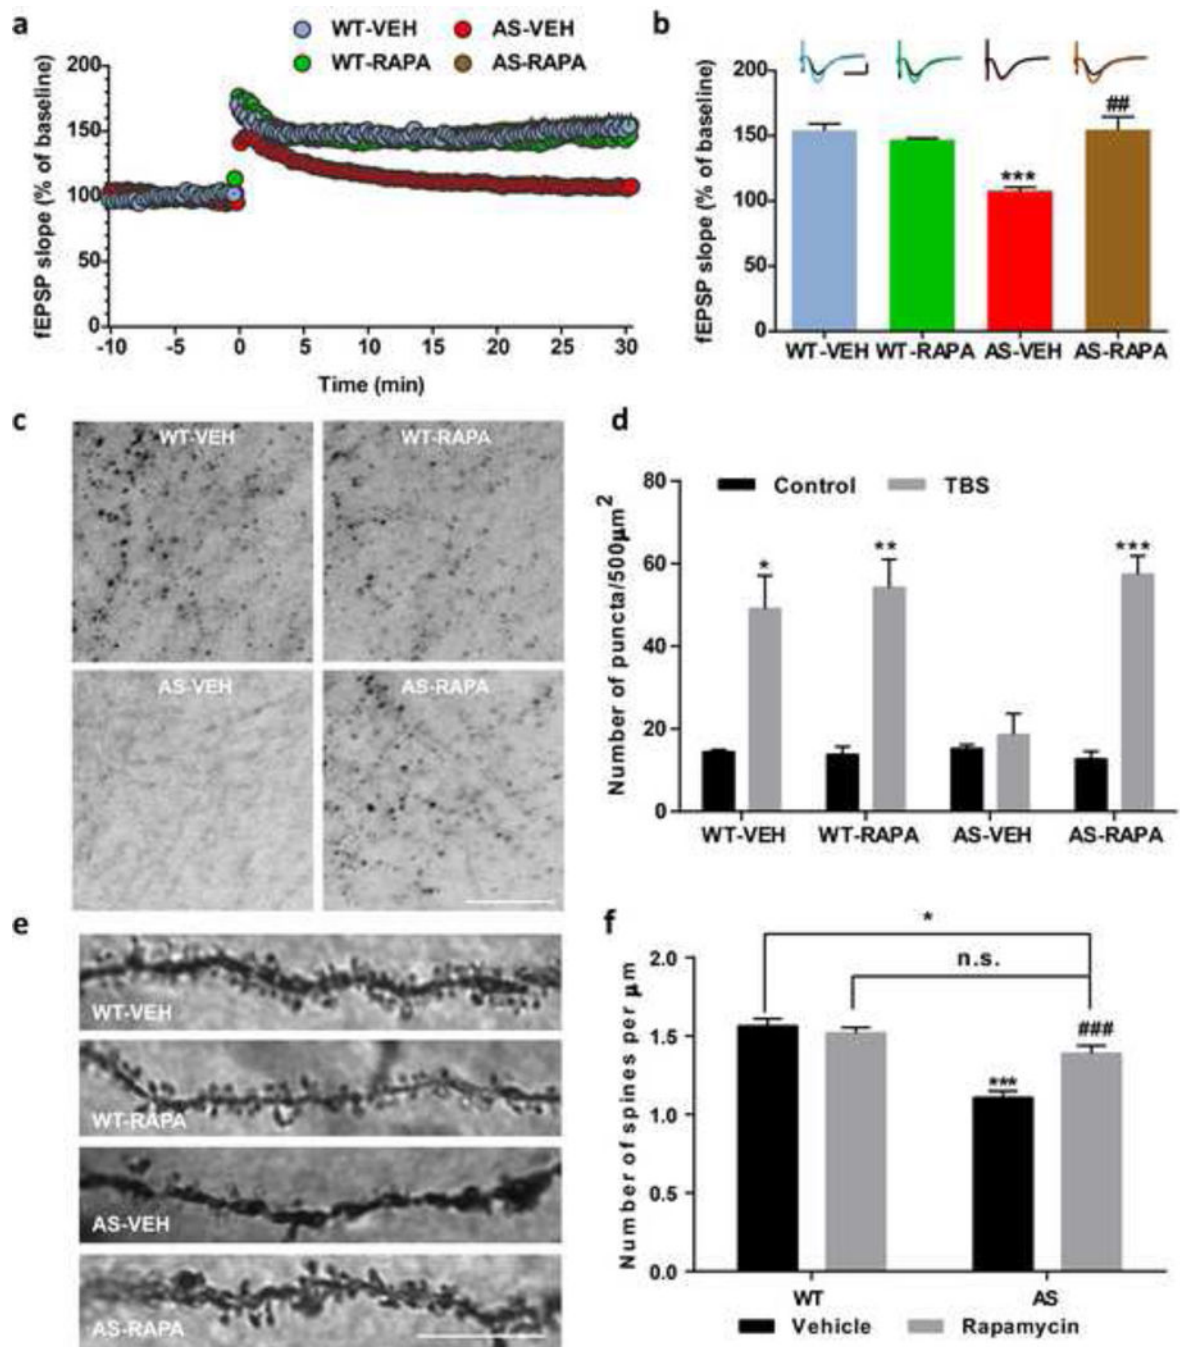 a
WT-VEH AS-VEH
WT-RAPA AS-RAPA
fEPSP slope (% of baseline)
200
150
100
50
0
-10 -5 0 5 10 15 20 25 30
Time (min)
b
fEPSP slope (% of baseline)
200
150
100
50
0
***
##
WT-VEH WT-RAPA AS-VEH AS-RAPA
c
WT-VEH WT-RAPA
AS-VEH AS-RAPA
d
Control TBS
Number of puncta/500µm²
80
60
40
20
0
* ** ***
WT-VEH WT-RAPA AS-VEH AS-RAPA
e
WT-VEH
WT-RAPA
AS-VEH
AS-RAPA
f
*
n.s.
Number of spines per µm
2.0
1.5
1.0
0.5
0.0
***
###
WT AS
Vehicle Rapamycin